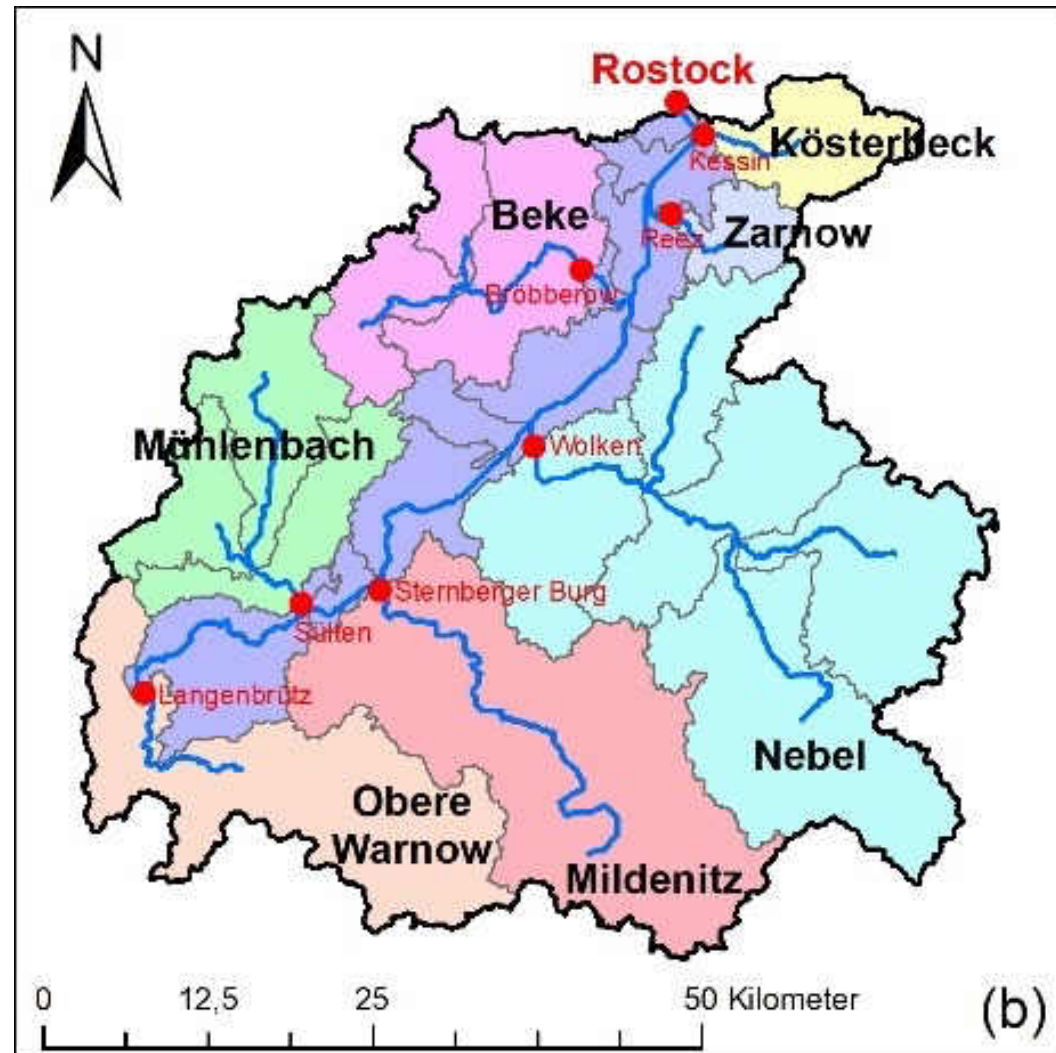 N
Rostock
Kösterbeck
Kessin
Beke
Reez
Zarnow
Bröbberow
Mühlenbach
Wolken
Sternberger Burg
Sülten
Langenbrütz
Nebel
Obere
Warnow
Mildenitz
0 12,5 25 50 Kilometer
(b)